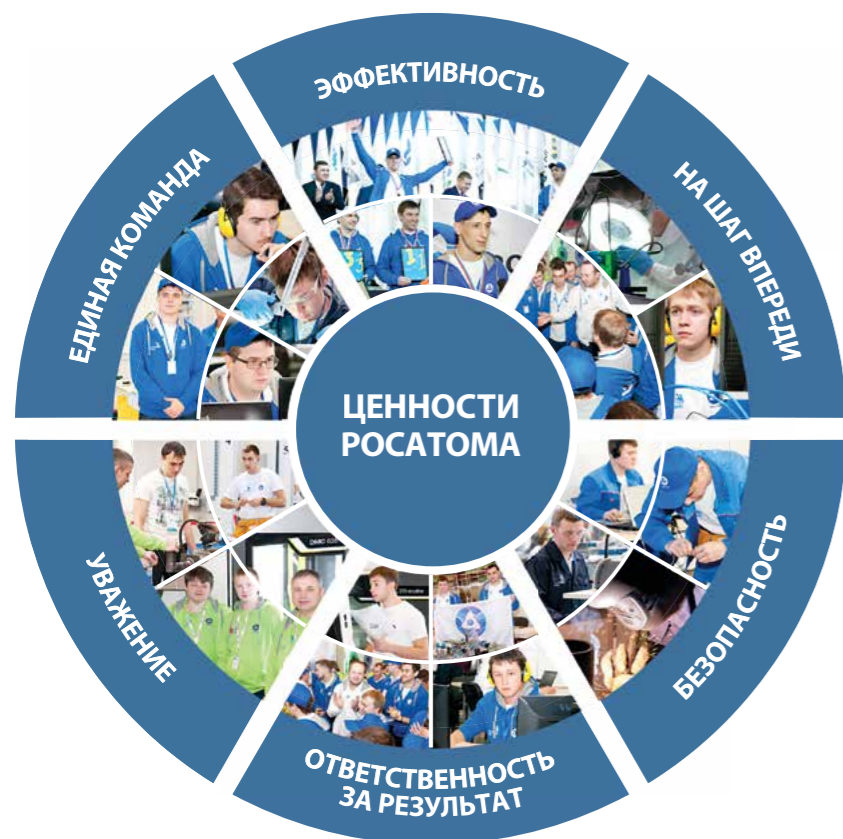 ЭФФЕКТИВНОСТЬ
НА ШАГ ВПЕРЕДИ
БЕЗОПАСНОСТЬ
ОТВЕТСТВЕННОСТЬ
ЗА РЕЗУЛЬТАТ
УВАЖЕНИЕ
ЕДИНАЯ КОМАНДА
ЦЕННОСТИ
РОСАТОМА